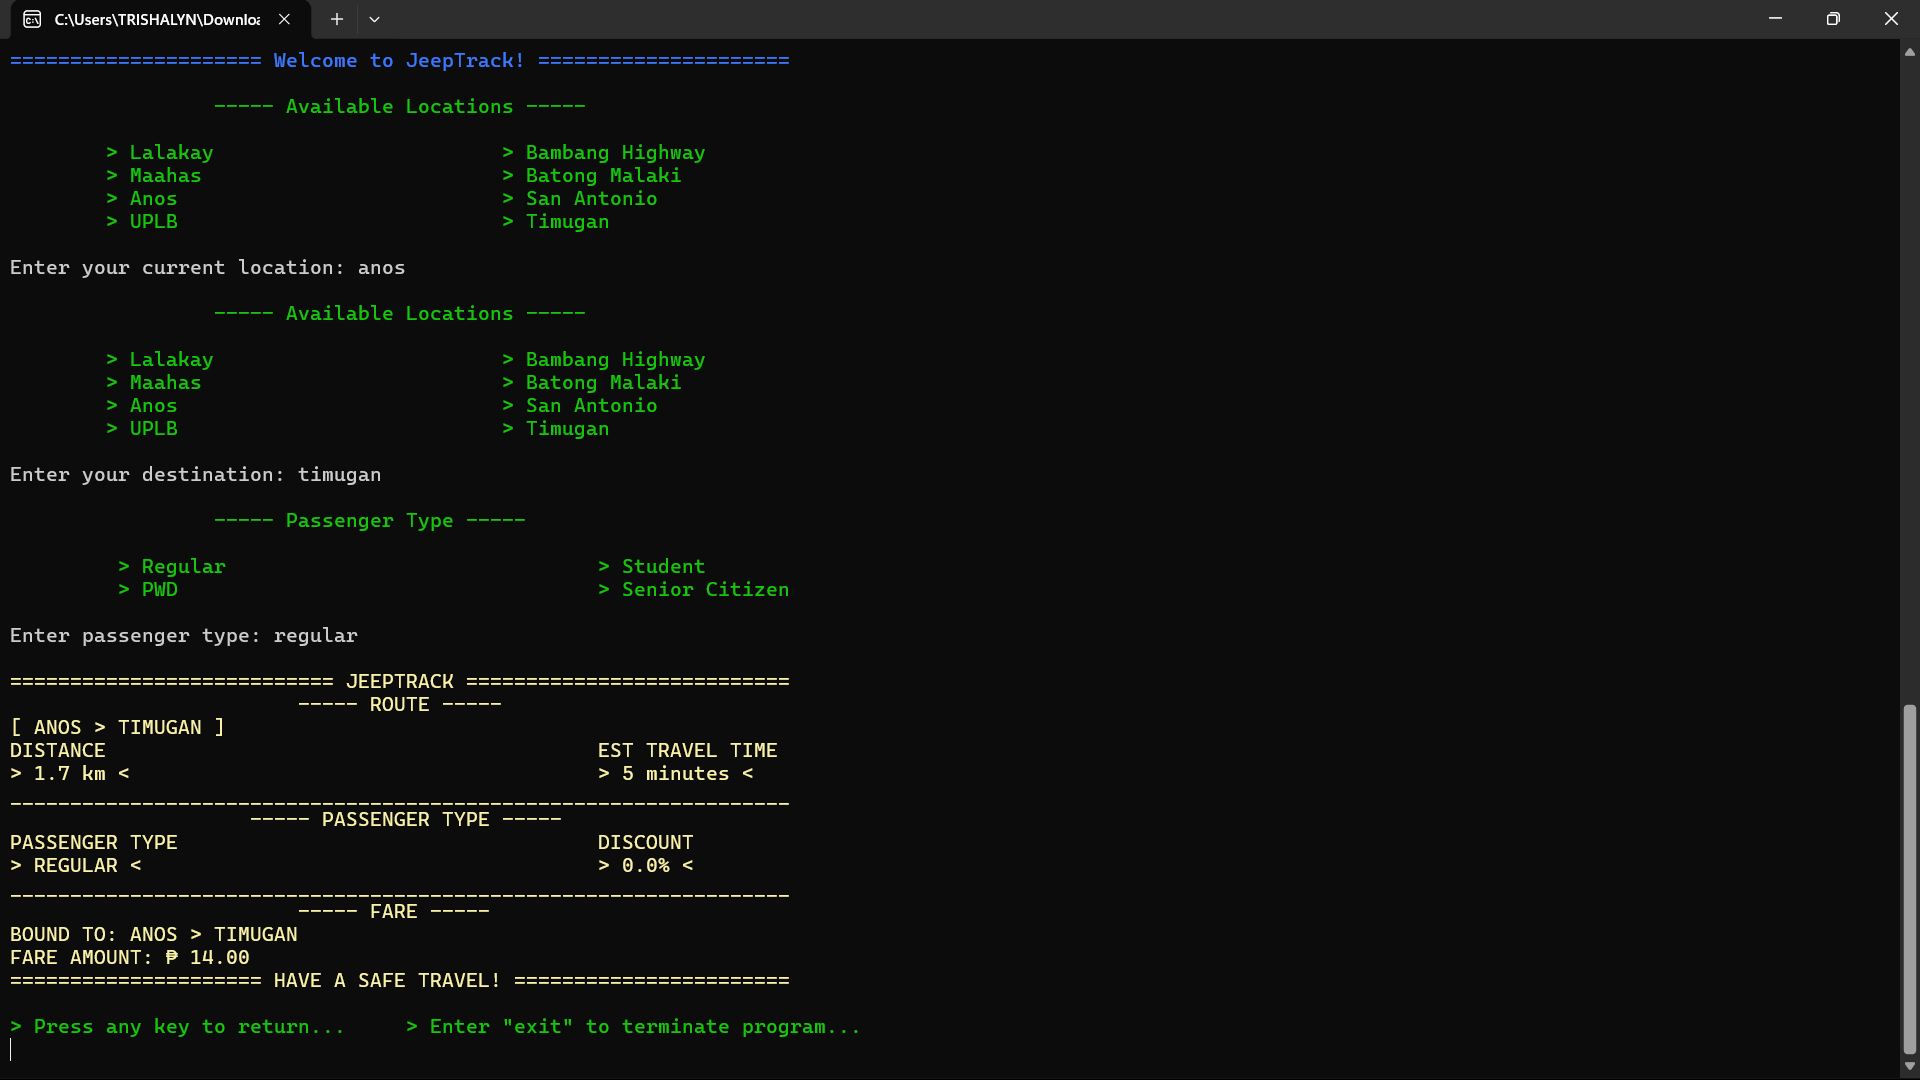 C:\Users\TRISHALYN\Downloa
===================== Welcome to JeepTrack! =====================
----- Available Locations -----
> Lalakay > Bambang Highway
> Maahas > Batong Malaki
> Anos > San Antonio
> UPLB > Timugan
Enter your current location: anos
----- Available Locations -----
> Lalakay > Bambang Highway
> Maahas > Batong Malaki
> Anos > San Antonio
> UPLB > Timugan
Enter your destination: timugan
----- Passenger Type -----
> Regular > Student
> PWD > Senior Citizen
Enter passenger type: regular
=========================== JEEPTRACK ===========================
----- ROUTE -----
[ ANOS > TIMUGAN ]
DISTANCE EST TRAVEL TIME
> 1.7 km < > 5 minutes <
_________________________________________________________________
----- PASSENGER TYPE -----
PASSENGER TYPE DISCOUNT
> REGULAR < > 0.0% <
_________________________________________________________________
----- FARE -----
BOUND TO: ANOS > TIMUGAN
FARE AMOUNT: ₱ 14.00
===================== HAVE A SAFE TRAVEL! =======================
> Press any key to return... > Enter "exit" to terminate program...